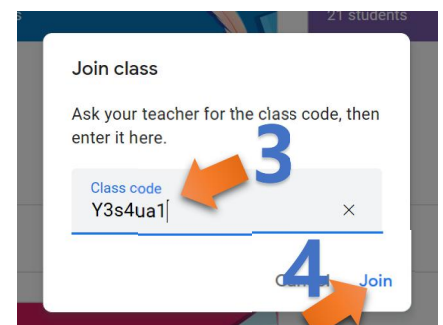 21 students
Join class
Ask your teacher for the class code, then
enter it here.
3
Class code
Y3s4ua1
4
Join